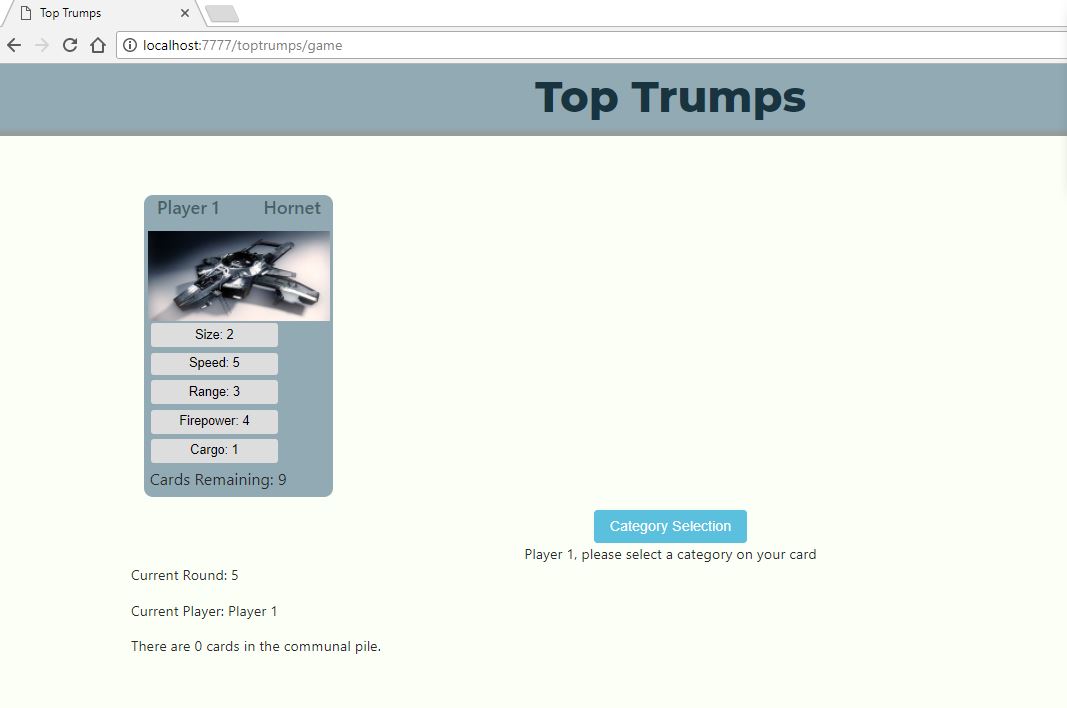 Top Trumps
localhost:7777/toptrumps/game
Top Trumps
Player 1 Hornet
Size: 2
Speed: 5
Range: 3
Firepower: 4
Cargo: 1
Cards Remaining: 9
Category Selection
Player 1, please select a category on your card
Current Round: 5
Current Player: Player 1
There are 0 cards in the communal pile.